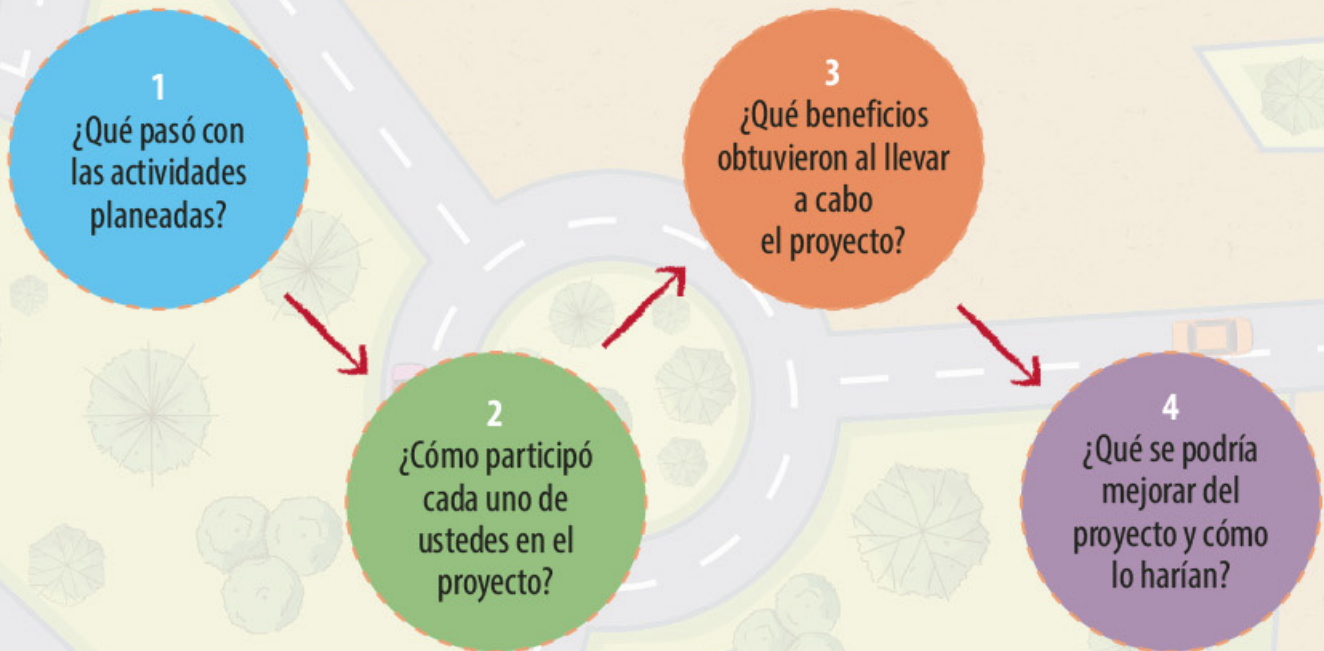 1
¿Qué pasó con
las actividades
planeadas?
2
¿Cómo participó
cada uno de
ustedes en el
proyecto?
3
¿Qué beneficios
obtuvieron al llevar
a cabo
el proyecto?
4
¿Qué se podría
mejorar del
proyecto y cómo
lo harían?